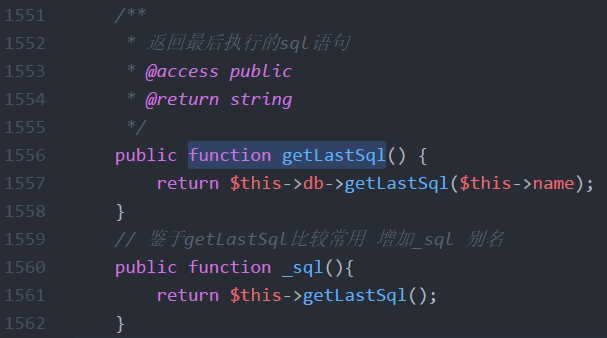 1551 /**
1552  * 返回最后执行的sql语句
1553  * @access public
1554  * @return string
1555  */
1556 public function getLastSql() {
1557     return $this->db->getLastSql($this->name);
1558 }
1559 // 鉴于getLastSql比较常用 增加_sql 别名
1560 public function _sql(){
1561     return $this->getLastSql();
1562 }